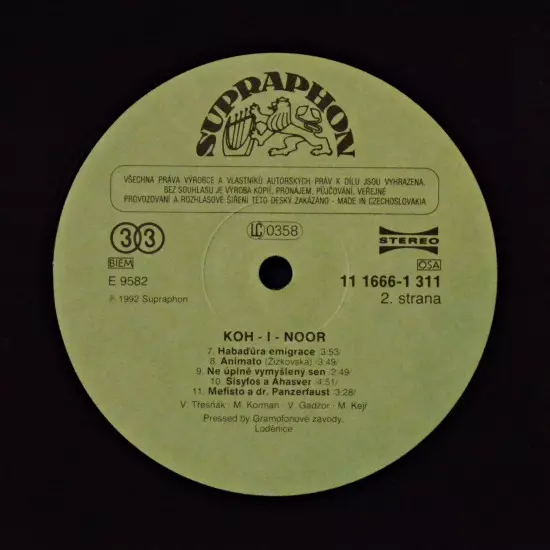 SUPRAPHON
VŠECHNA PRÁVA VÝROBCE A VLASTNÍKŮ AUTORSKÝCH PRÁV K DÍLU JSOU VYHRAZENA.
BEZ SOUHLASU JE VÝROBA KOPIÍ, PRONÁJEM, PŮJČOVÁNÍ, VEŘEJNÉ
PROVOZOVÁNÍ A ROZHLASOVÉ ŠÍŘENÍ TÉTO DESKY ZAKÁZÁNO - MADE IN CZECHOSLOVAKIA
33
LC 0358
STEREO
BIEM
OSA
E 9582
11 1666-1 311
℗ 1992 Supraphon
2. strana
KOH - I - NOOR
7. Habaďúra emigrace /3:53/
8. Animato (Žižkovská) /3:49/
9. Ne úplně vymyšlený sen /2:49/
10. Sisyfos a Ahasver /4:51/
11. Mefisto a dr. Panzerfaust /3:28/
V. Třešňák - M. Korman - V. Gadzor - M. Kejř
Pressed by Gramofonové závody,
Loděnice